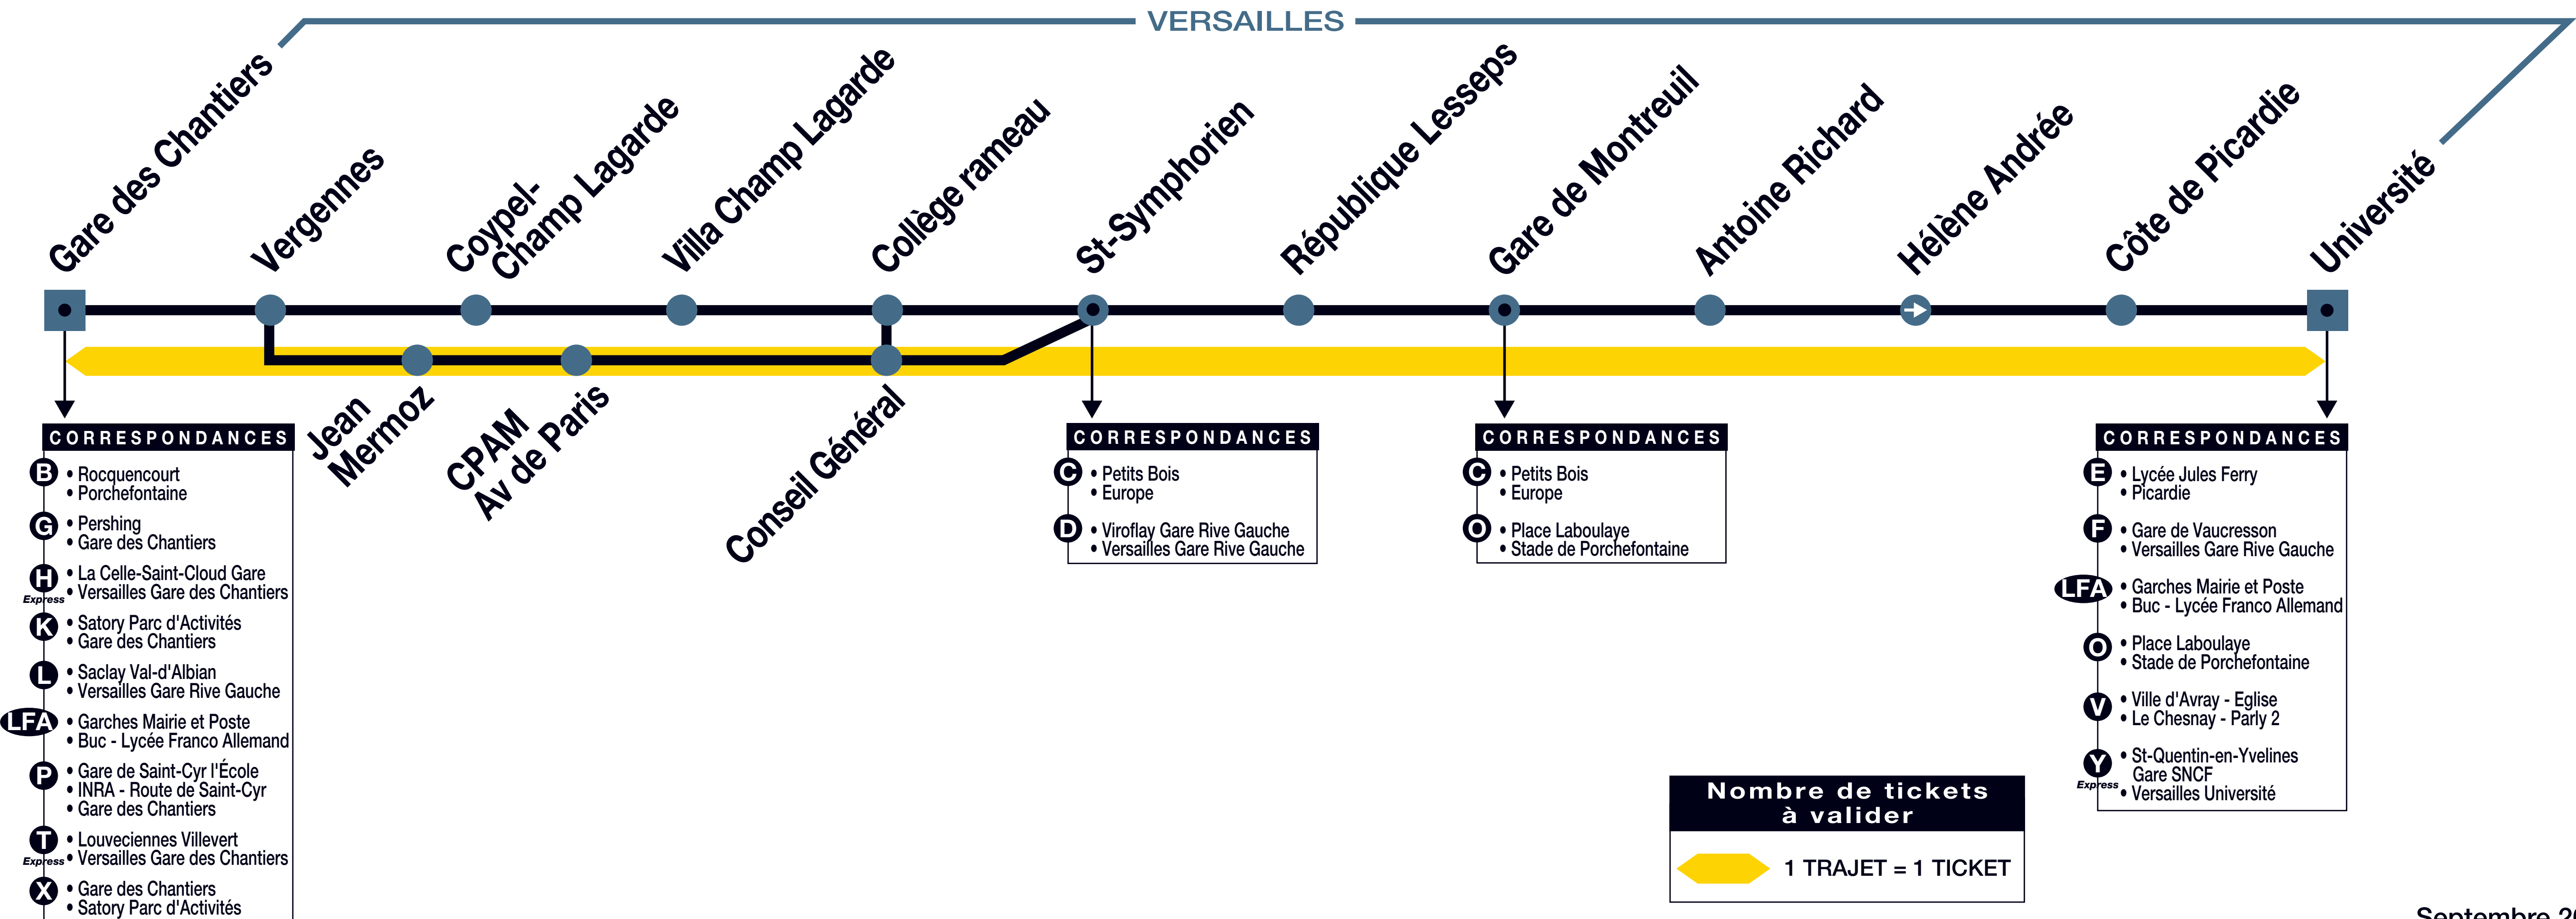 VERSAILLES
Gare des Chantiers
Vergennes
Coypel-
Champ Lagarde
Villa Champ Lagarde
Collège rameau
St-Symphorien
République Lesseps
Gare de Montreuil
Antoine Richard
Hélène Andrée
Côte de Picardie
Université
Jean
Mermoz
CPAM
Av de Paris
Conseil Général
CORRESPONDANCES
B • Rocquencourt
• Porchefontaine
G • Pershing
• Gare des Chantiers
H • La Celle-Saint-Cloud Gare
Express • Versailles Gare des Chantiers
K • Satory Parc d'Activités
• Gare des Chantiers
L • Saclay Val-d'Albian
• Versailles Gare Rive Gauche
LFA • Garches Mairie et Poste
• Buc - Lycée Franco Allemand
P • Gare de Saint-Cyr l'École
• INRA - Route de Saint-Cyr
• Gare des Chantiers
T • Louveciennes Villevert
Express • Versailles Gare des Chantiers
X • Gare des Chantiers
• Satory Parc d'Activités
CORRESPONDANCES
C • Petits Bois
• Europe
D • Viroflay Gare Rive Gauche
• Versailles Gare Rive Gauche
CORRESPONDANCES
C • Petits Bois
• Europe
O • Place Laboulaye
• Stade de Porchefontaine
CORRESPONDANCES
E • Lycée Jules Ferry
• Picardie
F • Gare de Vaucresson
• Versailles Gare Rive Gauche
LFA • Garches Mairie et Poste
• Buc - Lycée Franco Allemand
O • Place Laboulaye
• Stade de Porchefontaine
V • Ville d'Avray - Eglise
• Le Chesnay - Parly 2
Y • St-Quentin-en-Yvelines
Gare SNCF
Express • Versailles Université
Nombre de tickets
à valider
1 TRAJET = 1 TICKET
Septembre